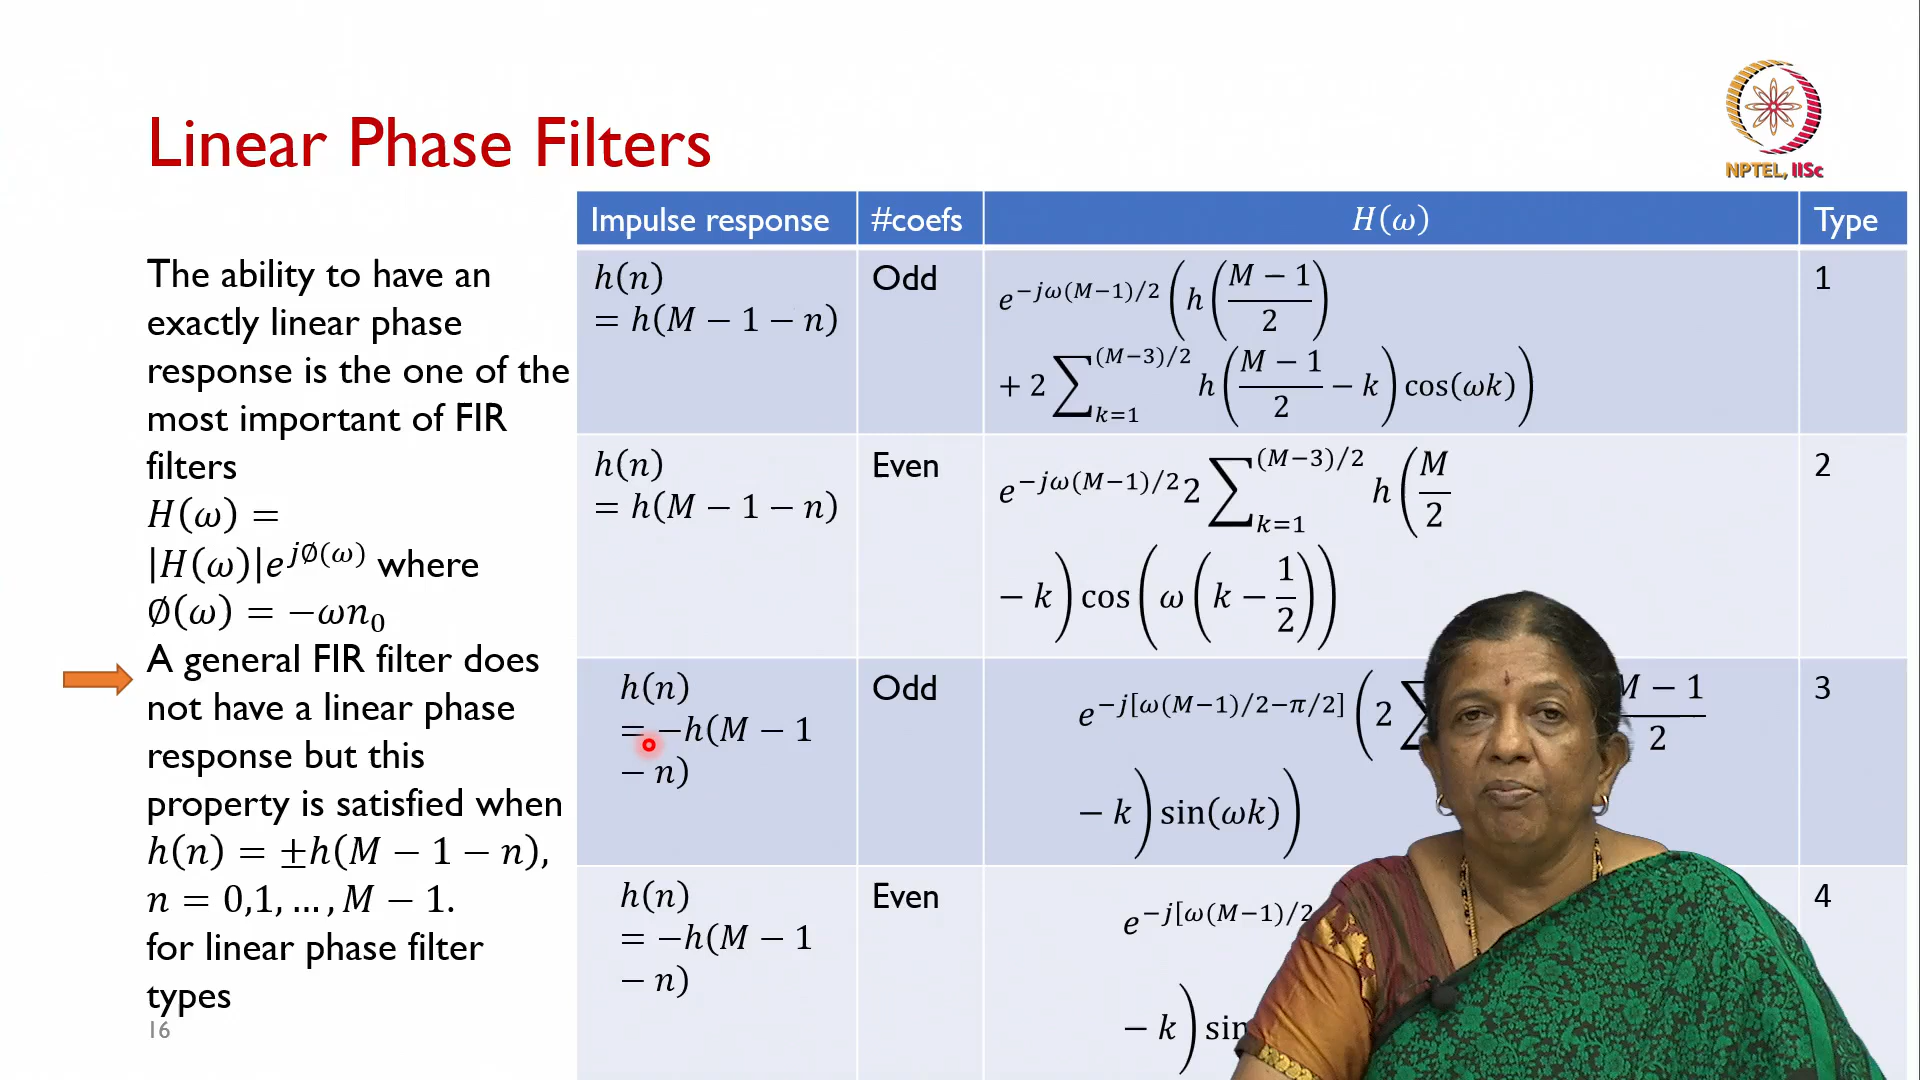 Linear Phase Filters
NPTEL, IISc
The ability to have an
exactly linear phase
response is the one of the
most important of FIR
filters
H(ω) =
|H(ω)|e^{j∅(ω)} where
∅(ω) = −ωn₀
A general FIR filter does
not have a linear phase
response but this
property is satisfied when
h(n) = ±h(M − 1 − n),
n = 0,1, … , M − 1.
for linear phase filter
types
16
Impulse response #coefs H(ω) Type
h(n)
= h(M − 1 − n)
Odd
e^{−jω(M−1)/2} (h((M − 1)/2)
+ 2 ∑_{k=1}^{(M−3)/2} h((M − 1)/2 − k) cos(ωk))
1
h(n)
= h(M − 1 − n)
Even
e^{−jω(M−1)/2} 2 ∑_{k=1}^{(M−3)/2} h(M/2
− k) cos(ω(k − 1/2))
2
h(n)
= −h(M − 1
− n)
Odd
e^{−j[ω(M−1)/2−π/2]} (2 ∑ M − 1/2
− k) sin(ωk))
3
h(n)
= −h(M − 1
− n)
Even
e^{−j[ω(M−1)/2
− k) sin
4